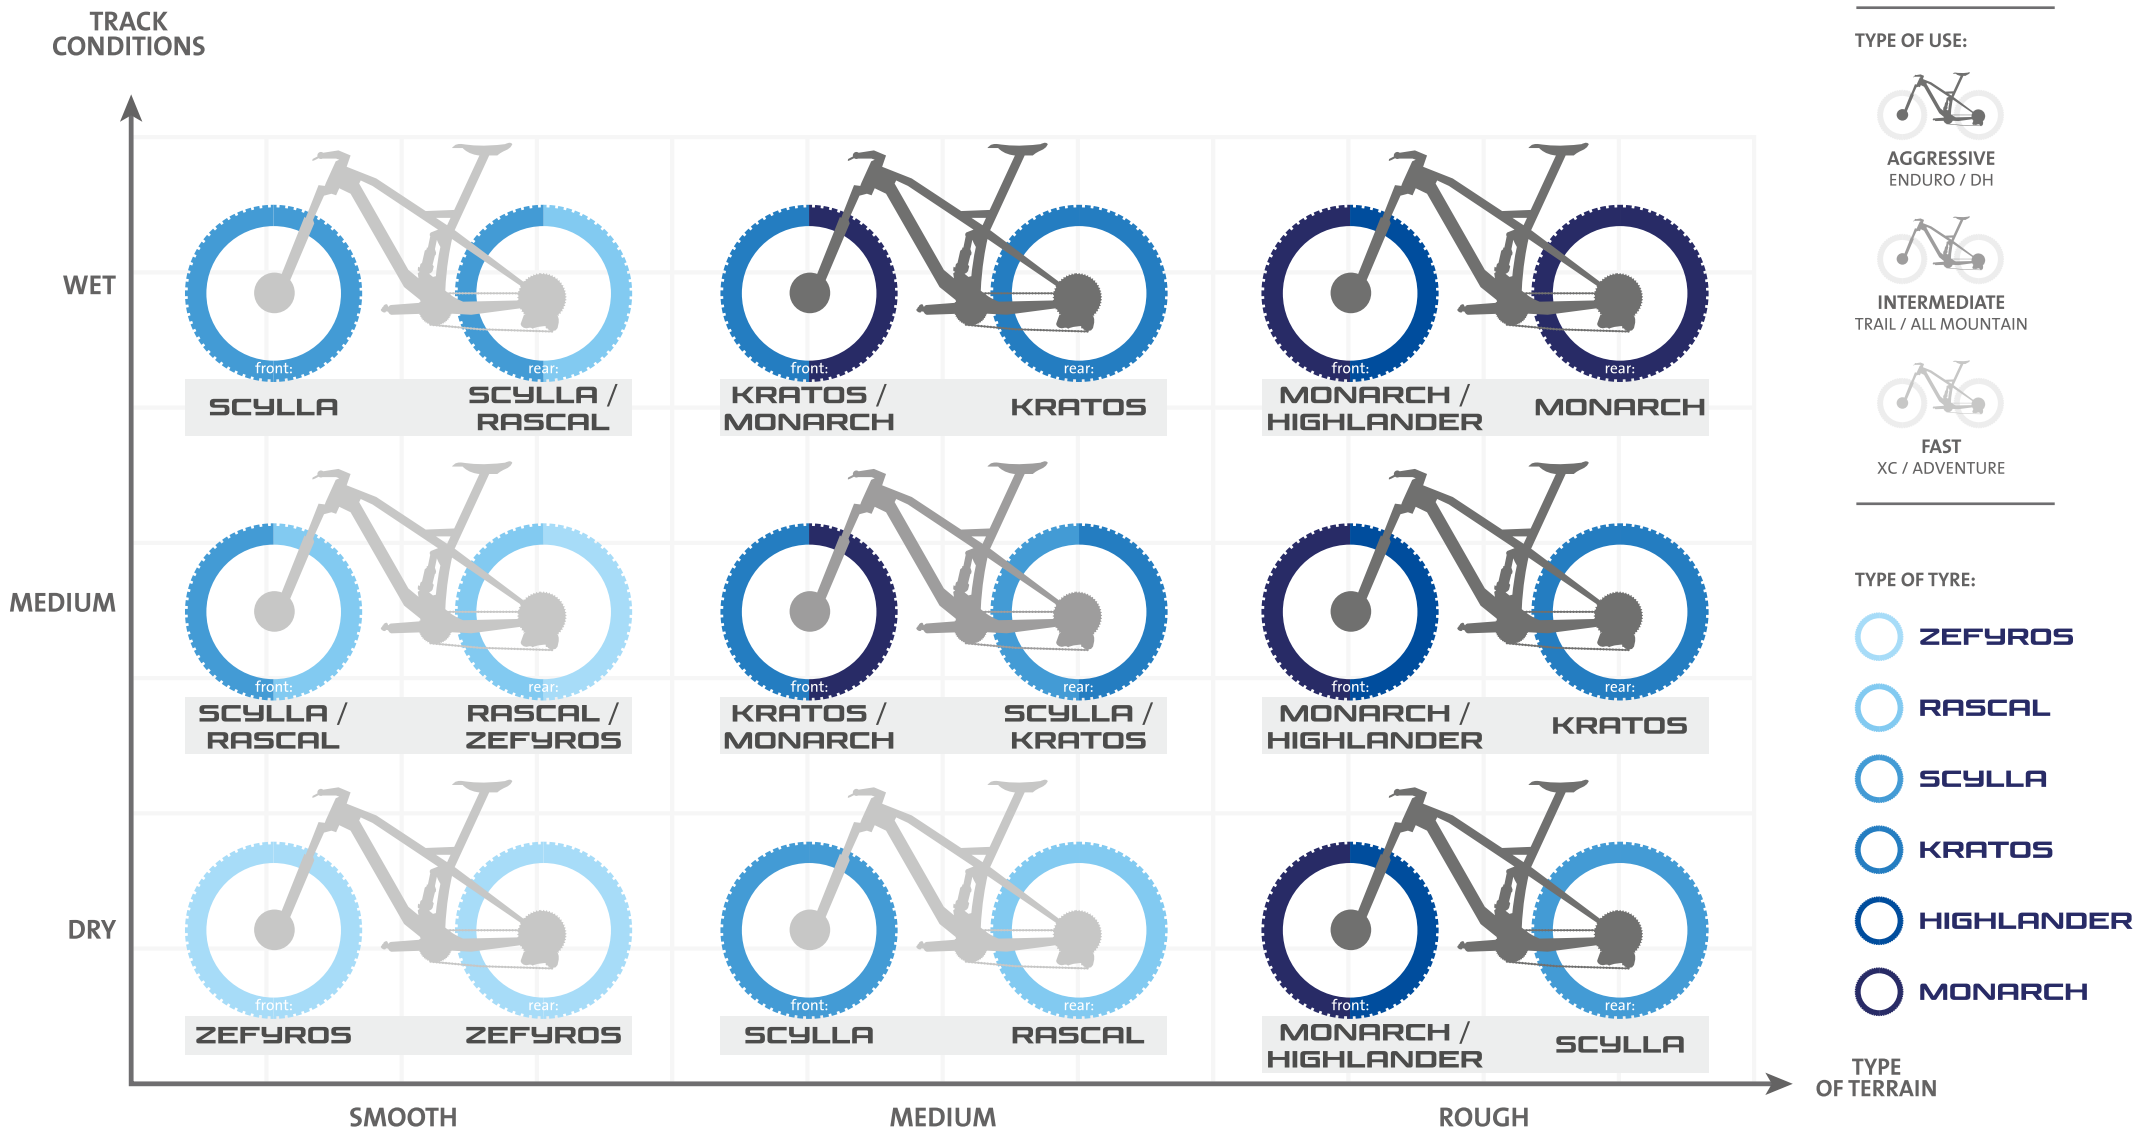 TRACK
CONDITIONS
WET
front:
SCYLLA
rear:
SCYLLA /
RASCAL
front:
KRATOS /
MONARCH
rear:
KRATOS
front:
MONARCH /
HIGHLANDER
rear:
MONARCH
MEDIUM
front:
SCYLLA /
RASCAL
rear:
RASCAL /
ZEFYROS
front:
KRATOS /
MONARCH
rear:
SCYLLA /
KRATOS
front:
MONARCH /
HIGHLANDER
rear:
KRATOS
DRY
front:
ZEFYROS
rear:
ZEFYROS
front:
SCYLLA
rear:
RASCAL
front:
MONARCH /
HIGHLANDER
rear:
SCYLLA
SMOOTH
MEDIUM
ROUGH
TYPE
OF TERRAIN
TYPE OF USE:
AGGRESSIVE
ENDURO / DH
INTERMEDIATE
TRAIL / ALL MOUNTAIN
FAST
XC / ADVENTURE
TYPE OF TYRE:
ZEFYROS
RASCAL
SCYLLA
KRATOS
HIGHLANDER
MONARCH